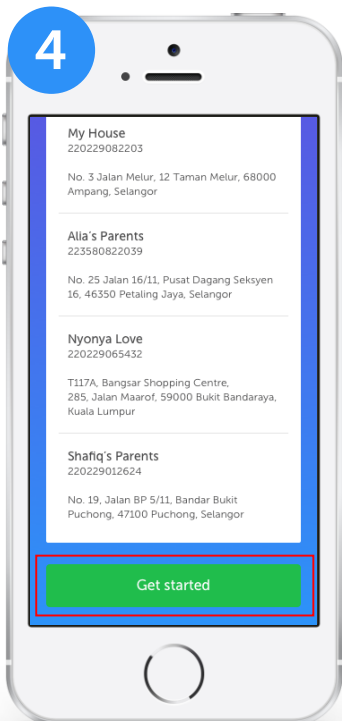 4
My House
220229082203
No. 3 Jalan Melur, 12 Taman Melur, 68000
Ampang, Selangor
Alia's Parents
223580822039
No. 25 Jalan 16/11, Pusat Dagang Seksyen
16, 46350 Petaling Jaya, Selangor
Nyonya Love
220229065432
T117A, Bangsar Shopping Centre,
285, Jalan Maarof, 59000 Bukit Bandaraya,
Kuala Lumpur
Shafiq's Parents
220229012624
No. 19, Jalan BP 5/11, Bandar Bukit
Puchong, 47100 Puchong, Selangor
Get started